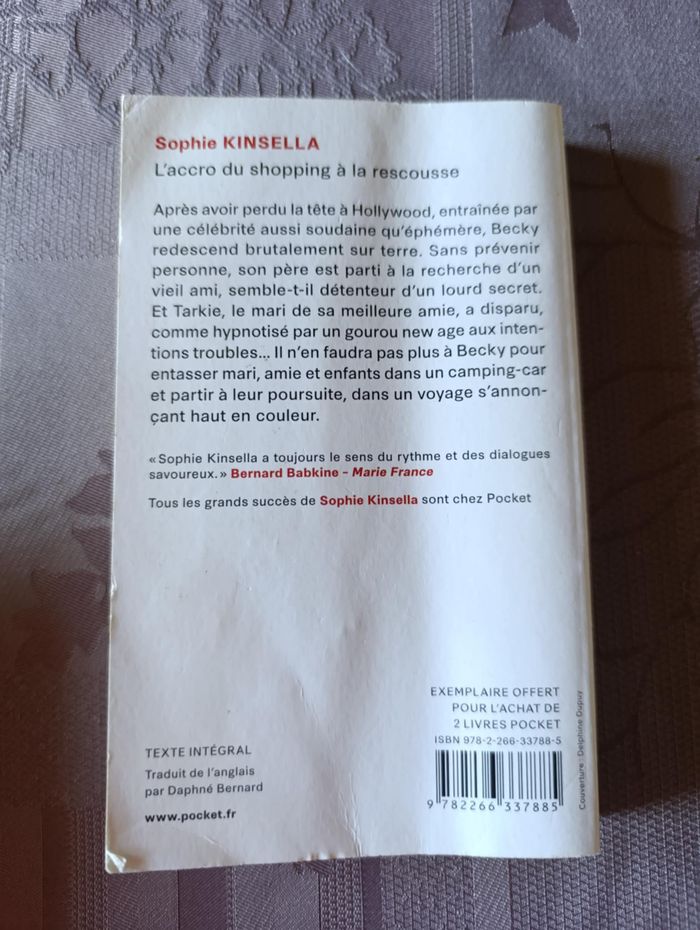 Sophie KINSELLA
L'accro du shopping à la rescousse
Après avoir perdu la tête à Hollywood, entraînée par
une célébrité aussi soudaine qu'éphémère, Becky
redescend brutalement sur terre. Sans prévenir
personne, son père est parti à la recherche d'un
vieil ami, semble-t-il détenteur d'un lourd secret.
Et Tarkie, le mari de sa meilleure amie, a disparu,
comme hypnotisé par un gourou new age aux inten-
tions troubles... Il n'en faudra pas plus à Becky pour
entasser mari, amie et enfants dans un camping-car
et partir à leur poursuite, dans un voyage s'annon-
çant haut en couleur.
« Sophie Kinsella a toujours le sens du rythme et des dialogues
savoureux. » Bernard Babkine – Marie France
Tous les grands succès de Sophie Kinsella sont chez Pocket
EXEMPLAIRE OFFERT
POUR L'ACHAT DE
2 LIVRES POCKET
ISBN 978-2-266-33788-5
9 782266 337885
TEXTE INTÉGRAL
Traduit de l'anglais
par Daphné Bernard
www.pocket.fr
Couverture : Delphine Dupuy